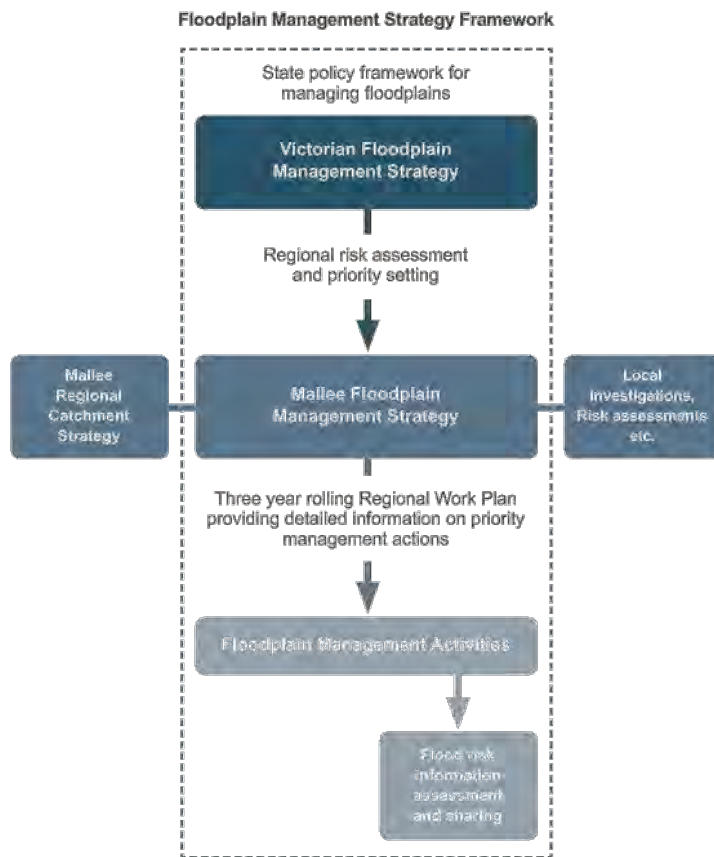 Floodplain Management Strategy Framework
State policy framework for
managing floodplains
Victorian Floodplain
Management Strategy
Regional risk assessment
and priority setting
Mallee
Regional
Catchment
Strategy
Mallee Floodplain
Management Strategy
Local
Investigations,
Risk assessments
etc.
Three year rolling Regional Work Plan
providing detailed information on priority
management actions
Floodplain Management Activities
Flood risk
information
assessment
and sharing